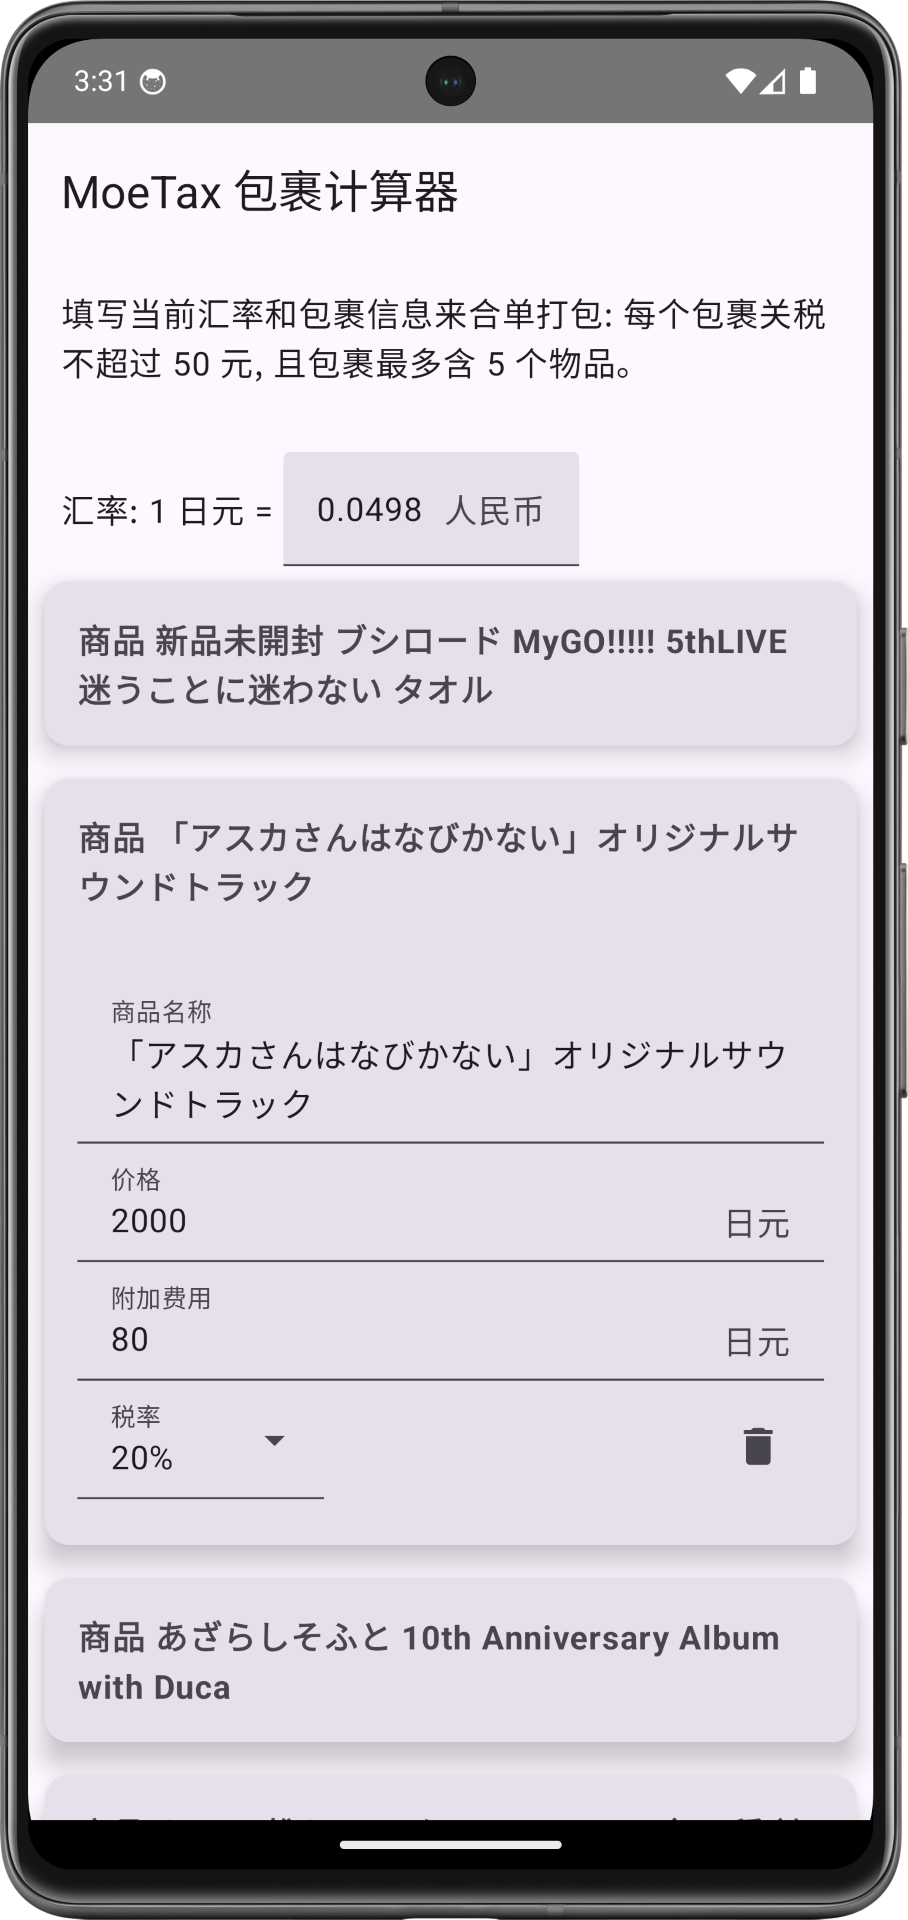 3:31
MoeTax 包裹计算器
填写当前汇率和包裹信息来合单打包: 每个包裹关税
不超过 50 元, 且包裹最多含 5 个物品。
汇率: 1 日元 = 0.0498 人民币
商品 新品未開封 ブシロード MyGO!!!!! 5thLIVE
迷うことに迷わない タオル
商品 「アスカさんはなびかない」オリジナルサ
ウンドトラック
商品名称
「アスカさんはなびかない」オリジナルサウ
ンドトラック
价格
2000 日元
附加费用
80 日元
税率
20%
商品 あざらしそふと 10th Anniversary Album
with Duca